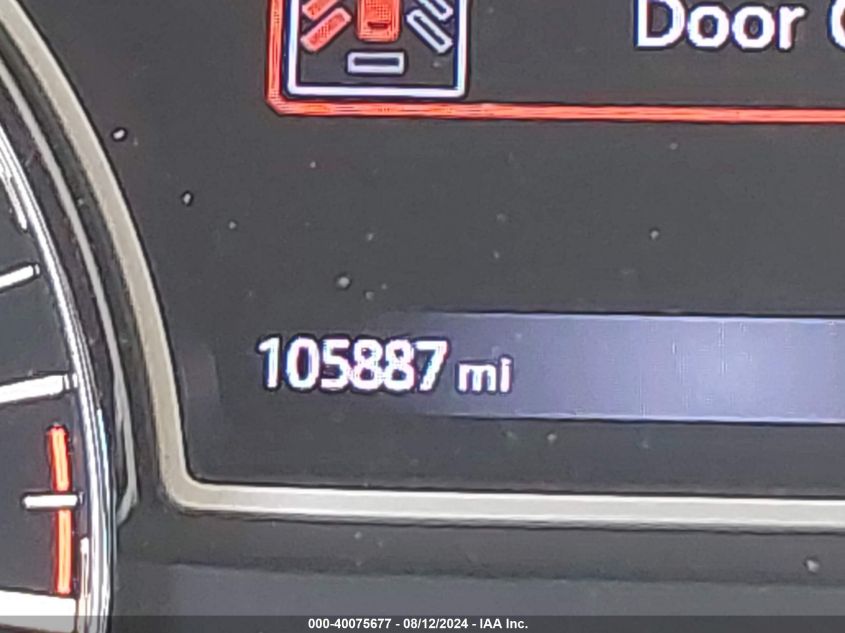 Door
105887 mi
000-40075677 - 08/12/2024 - IAA Inc.